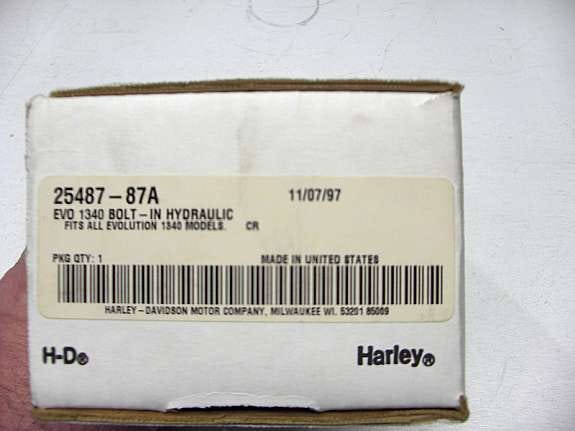 25487-87A 11/07/97
EVO 1340 BOLT-IN HYDRAULIC
FITS ALL EVOLUTION 1340 MODELS. CR
PKG QTY: 1 MADE IN UNITED STATES
HARLEY-DAVIDSON MOTOR COMPANY, MILWAUKEE WI. 53201 85009
H-D® Harley®